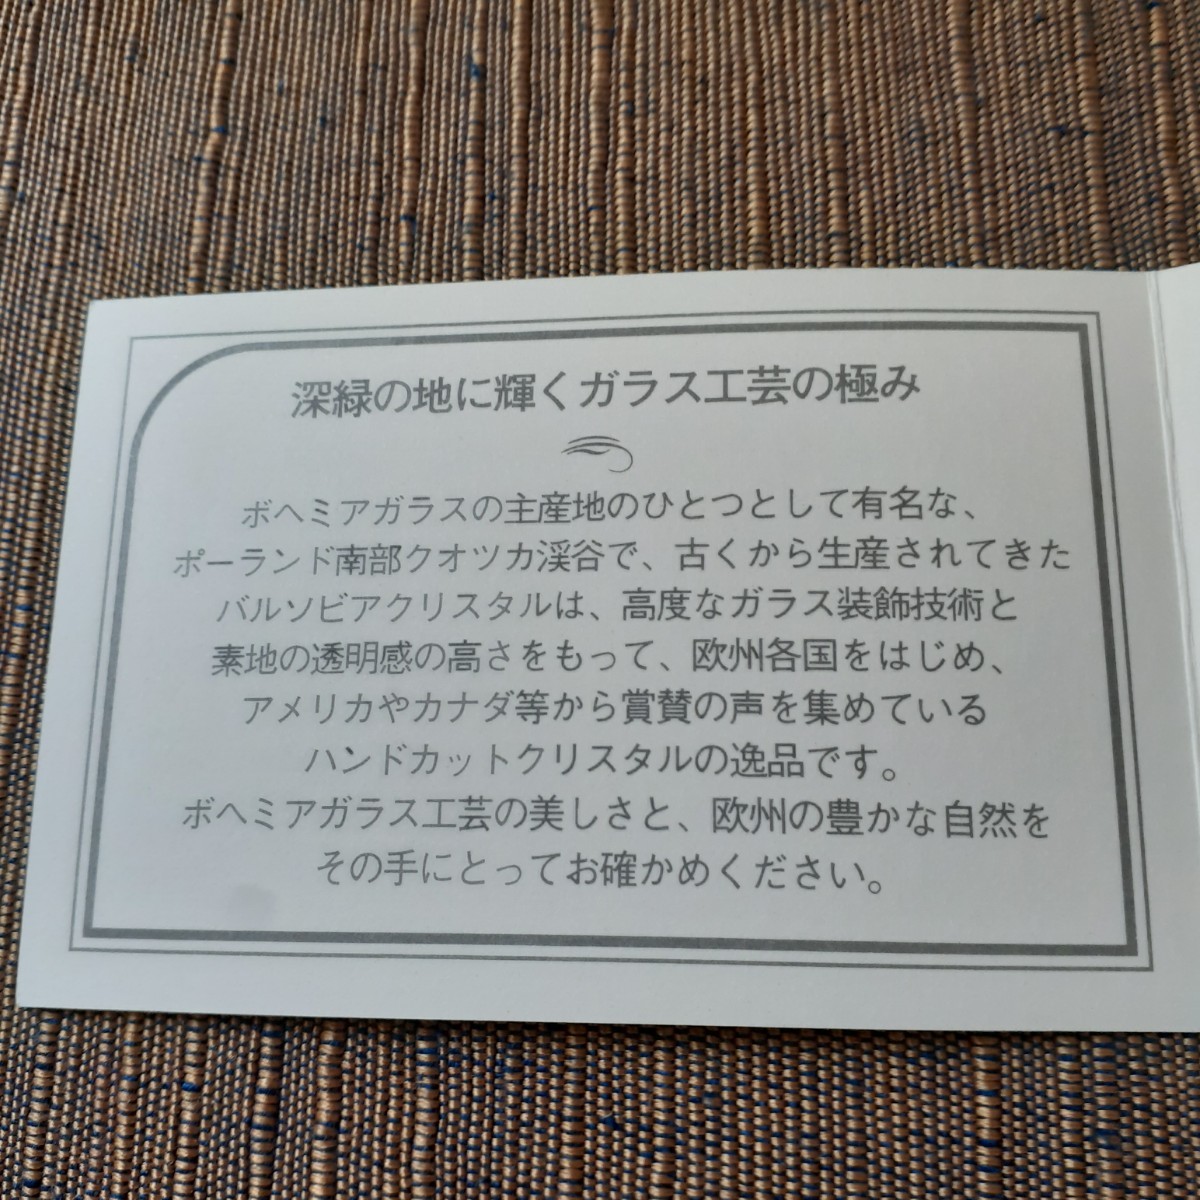 深緑の地に輝くガラス工芸の極み
ボヘミアガラスの主産地のひとつとして有名な、
ポーランド南部クオツカ渓谷で、古くから生産されてきた
バルソビアクリスタルは、高度なガラス装飾技術と
素地の透明感の高さをもって、欧州各国をはじめ、
アメリカやカナダ等から賞賛の声を集めている
ハンドカットクリスタルの逸品です。
ボヘミアガラス工芸の美しさと、欧州の豊かな自然を
その手にとってお確かめください。